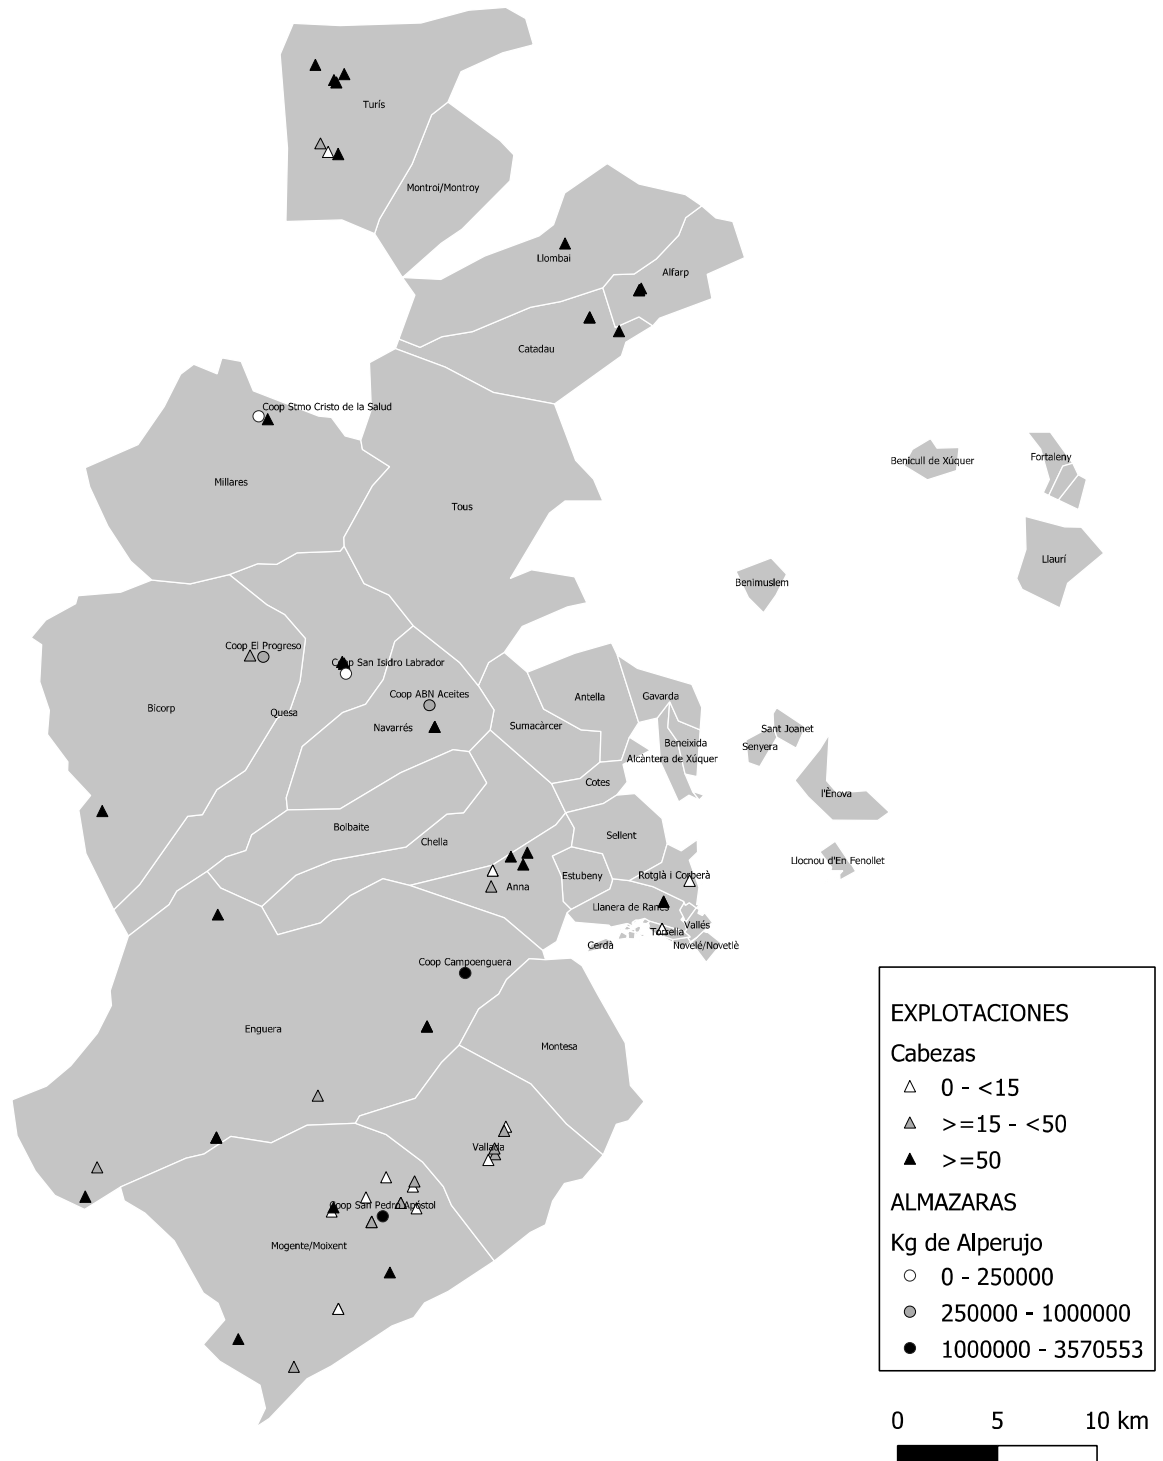 Turís
Montroi/Montroy
Llombai
Alfarp
Catadau
Coop Stmo Cristo de la Salud
Millares
Tous
Benicull de Xúquer
Fortaleny
Llaurí
Benimuslem
Coop El Progreso
Coop San Isidro Labrador
Coop ABN Aceites
Bicorp
Quesa
Navarrés
Sumacàrcer
Antella
Gavarda
Beneixida
Alcàntera de Xúquer
Sant Joanet
Senyera
Cotes
l'Ènova
Bolbaite
Chella
Sellent
Llocnou d'En Fenollet
Anna
Estubeny
Rotglà i Corberà
Llanera de Ranes
Vallés
Torrella
Cerdà
Novelé/Novetlè
Coop Campoenguera
Enguera
Montesa
Vallada
Coop San Pedro Apóstol
Mogente/Moixent
EXPLOTACIONES
Cabezas
0 - <15
>=15 - <50
>=50
ALMAZARAS
Kg de Alperujo
0 - 250000
250000 - 1000000
1000000 - 3570553
0 5 10 km